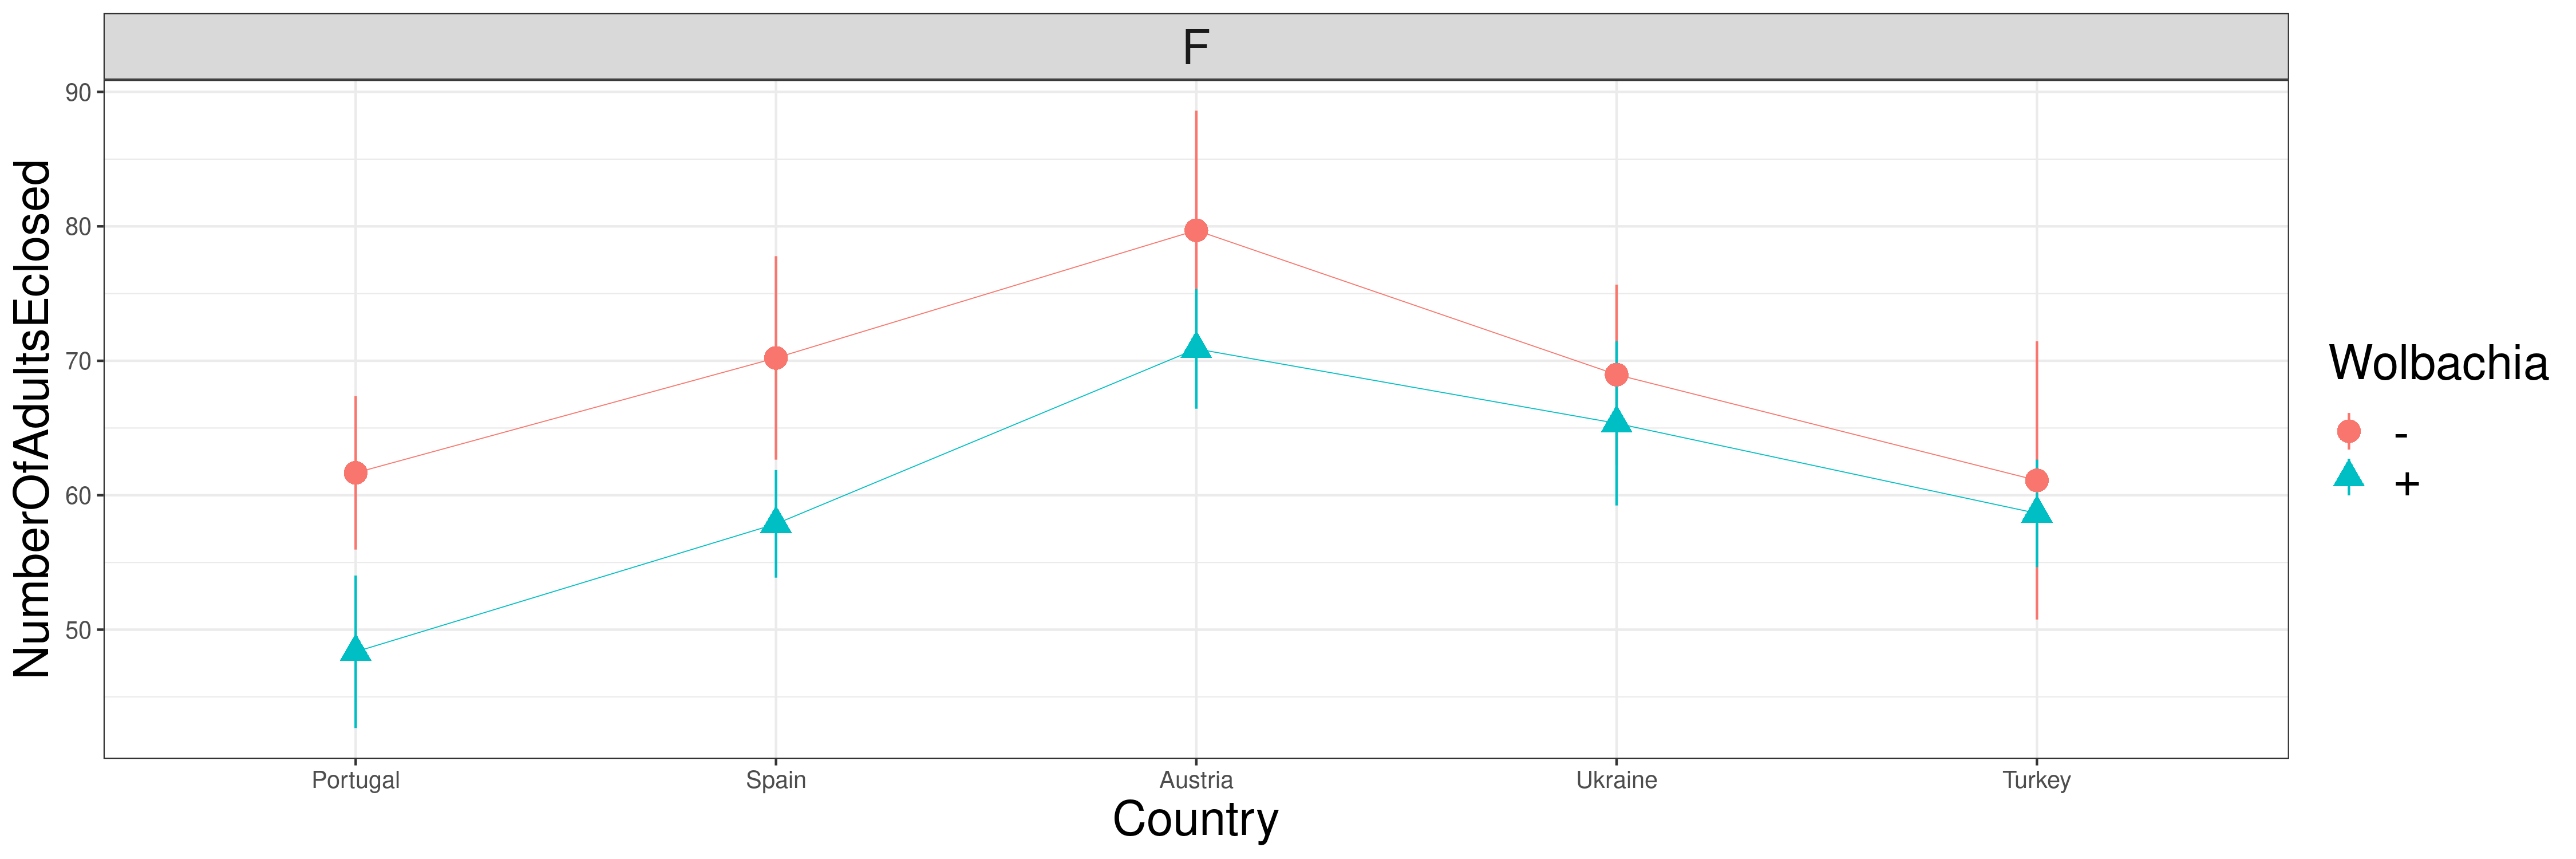 F
90
80
70
60
50
NumberOfAdultsEclosed
Portugal Spain Austria Ukraine Turkey
Country
Wolbachia
-
+